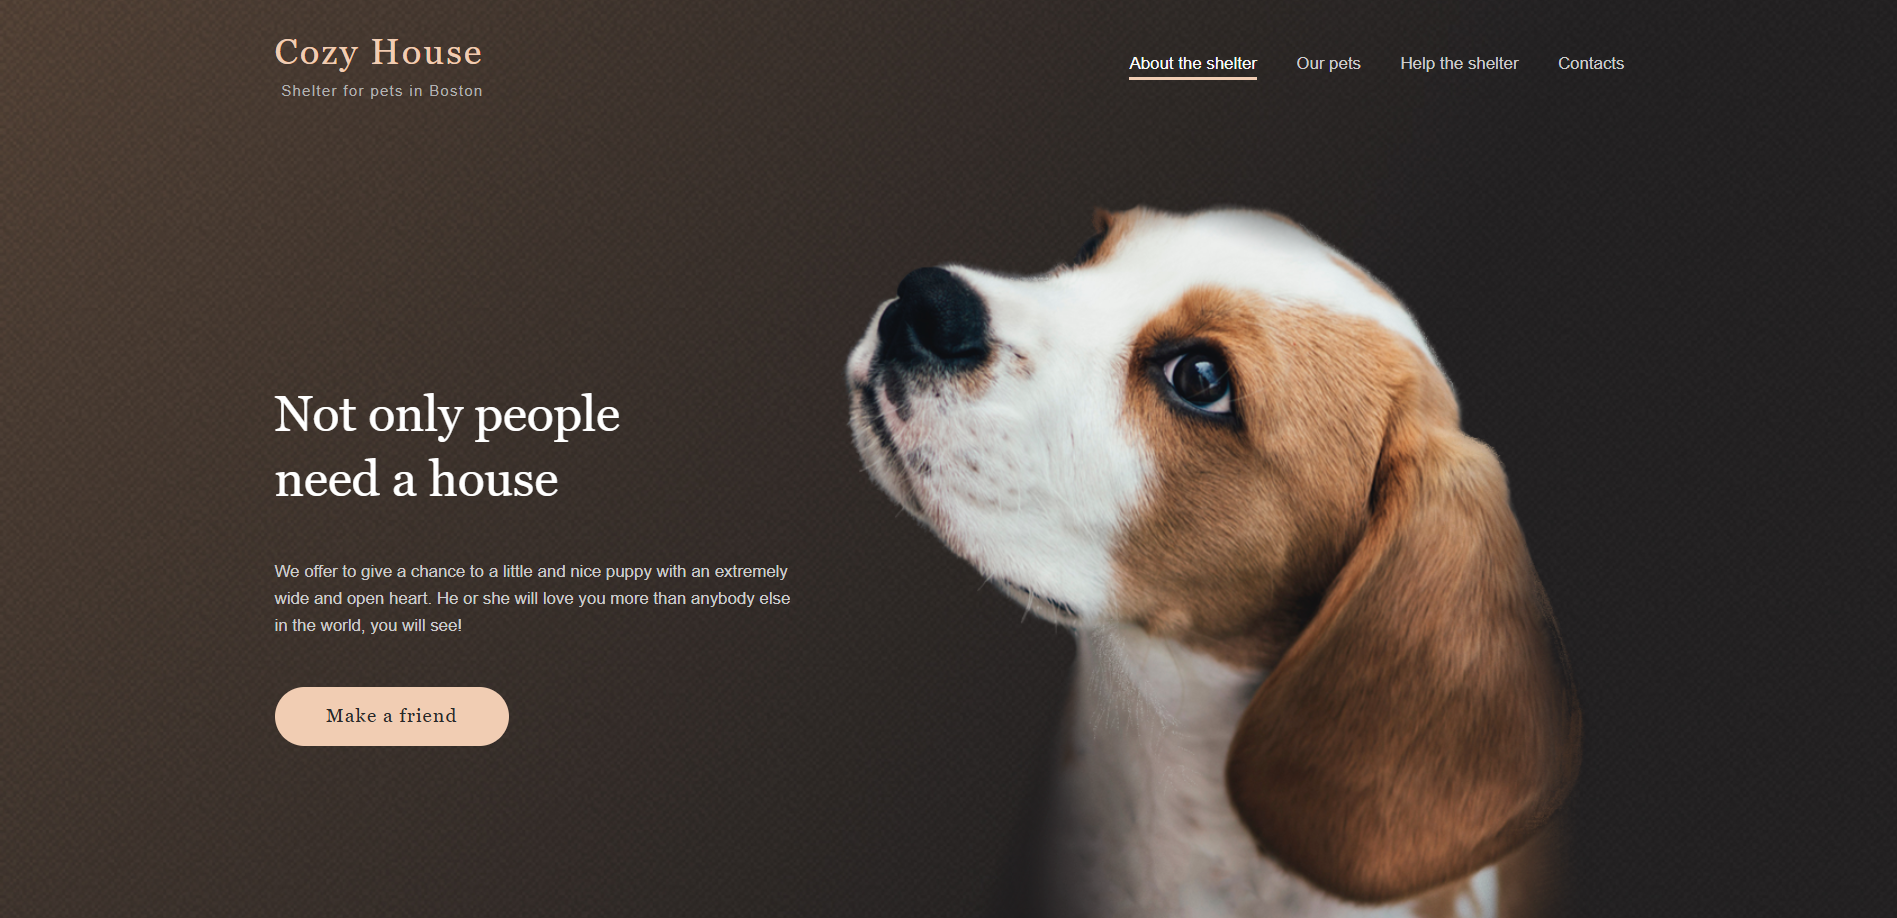 Cozy House
Shelter for pets in Boston
About the shelter
Our pets
Help the shelter
Contacts
Not only people
need a house
We offer to give a chance to a little and nice puppy with an extremely
wide and open heart. He or she will love you more than anybody else
in the world, you will see!
Make a friend